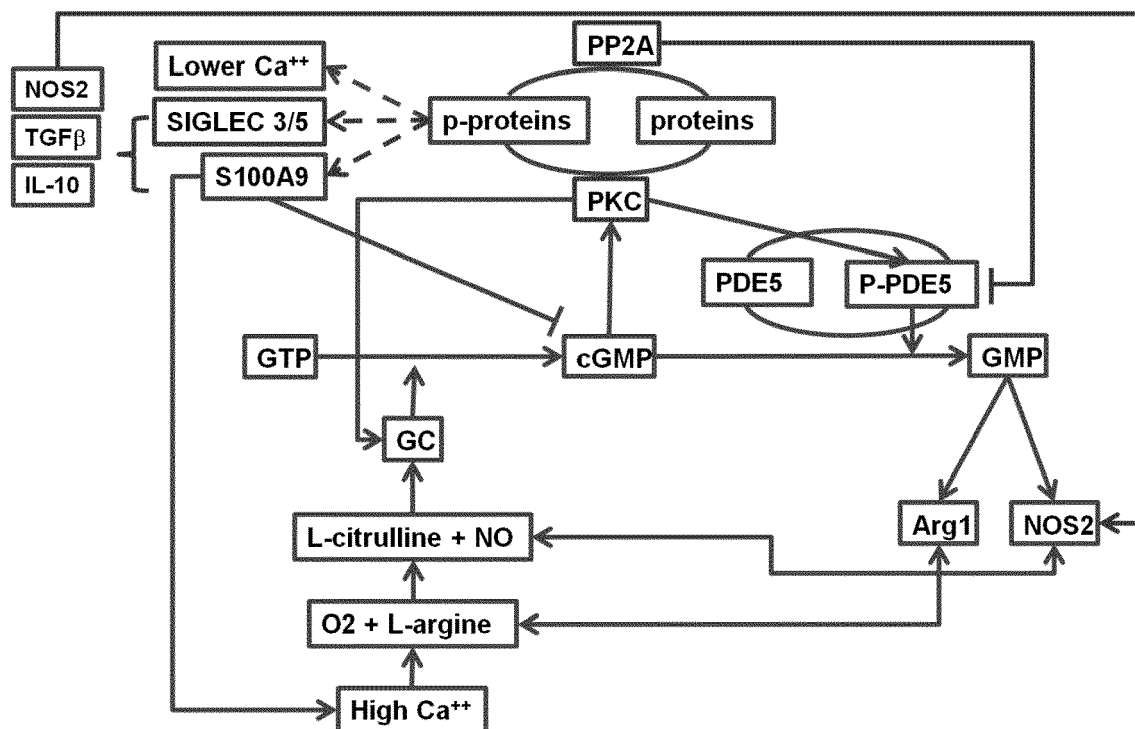 PP2A
Lower Ca++
NOS2
SIGLEC 3/5
p-proteins
proteins
TGFβ
IL-10
S100A9
PKC
PDE5
P-PDE5
GTP
cGMP
GMP
GC
L-citrulline + NO
Arg1
NOS2
O2 + L-argine
High Ca++